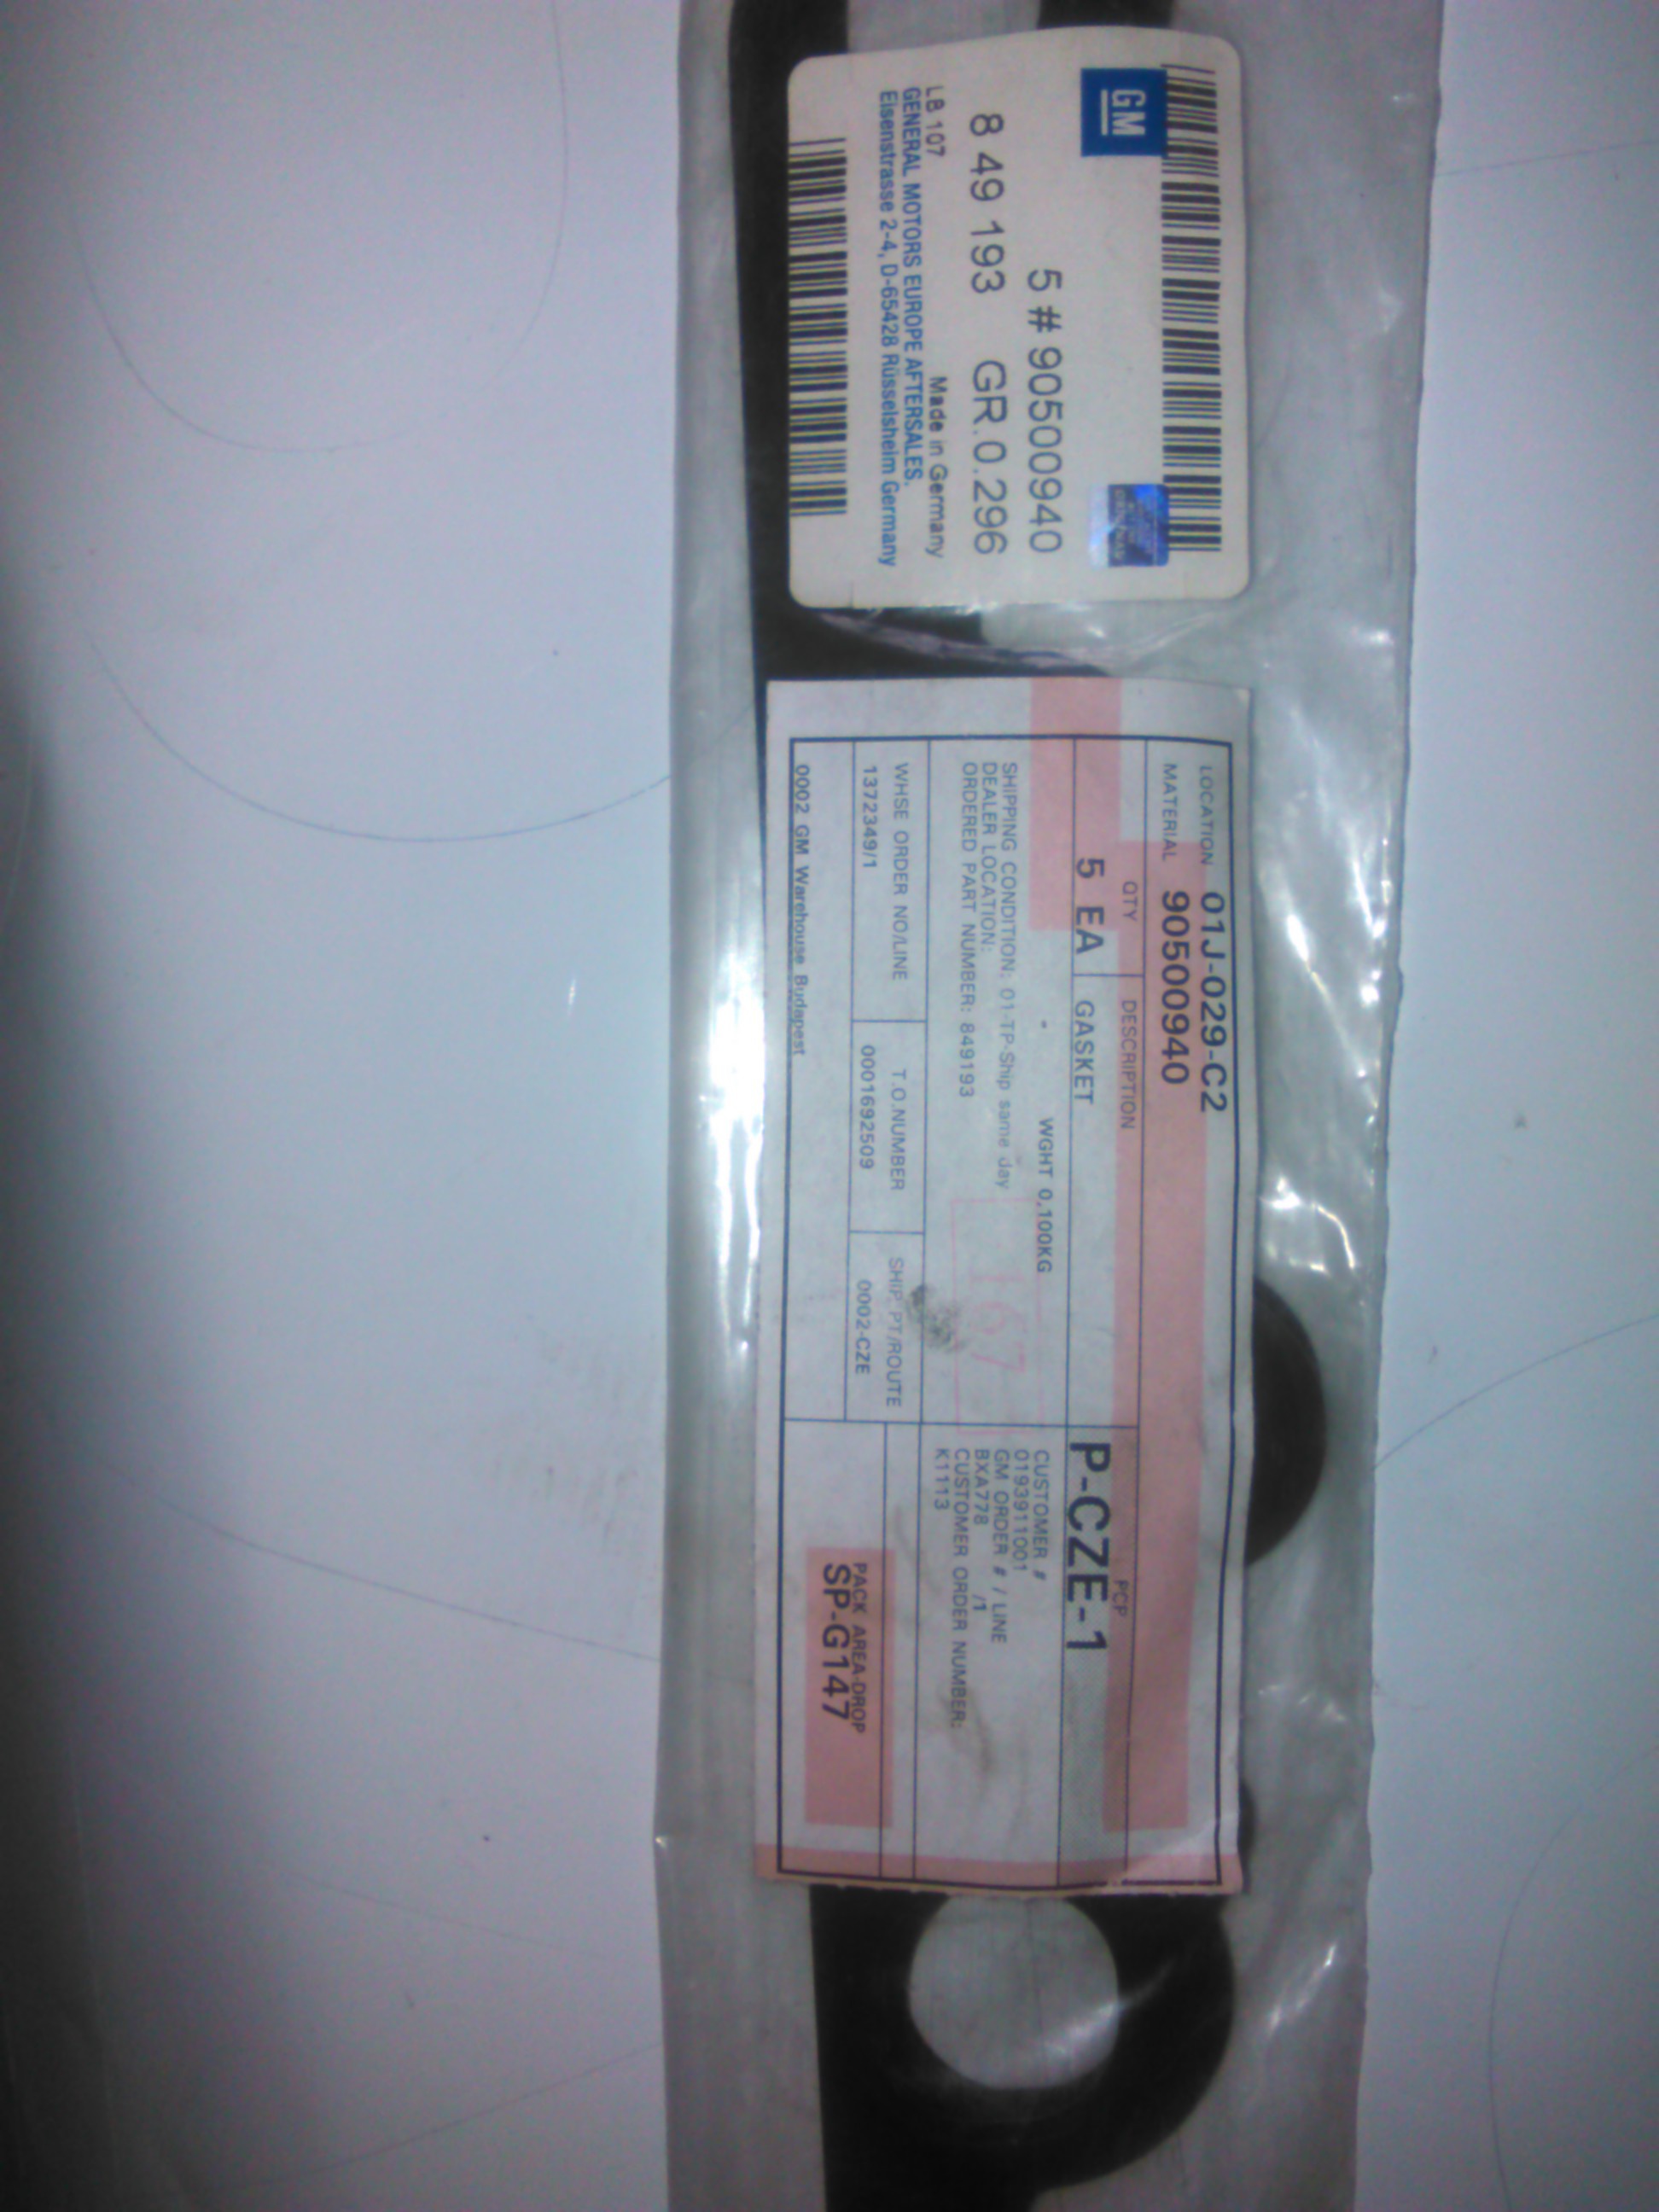 GM
5 # 90500940
8 49 193 GR.0.296
LB 107 Made in Germany
GENERAL MOTORS EUROPE AFTERSALES.
Eisenstrasse 2-4, D-65428 Rüsselsheim Germany
LOCATION 01J-029-C2
MATERIAL 90500940
QTY DESCRIPTION PCP
5 EA GASKET P-CZE-1
- WGHT 0,100KG
SHIPPING CONDITION: 01-TP-Ship same day
DEALER LOCATION:
ORDERED PART NUMBER: 849193
167
CUSTOMER #
0193911001
GM ORDER # / LINE
BXA778 /1
CUSTOMER ORDER NUMBER:
K1113
WHSE ORDER NO/LINE T.O.NUMBER SHIP. PT/ROUTE
1372349/1 0001692509 0002-CZE
PACK AREA-DROP
SP-G147
0002 GM Warehouse Budapest